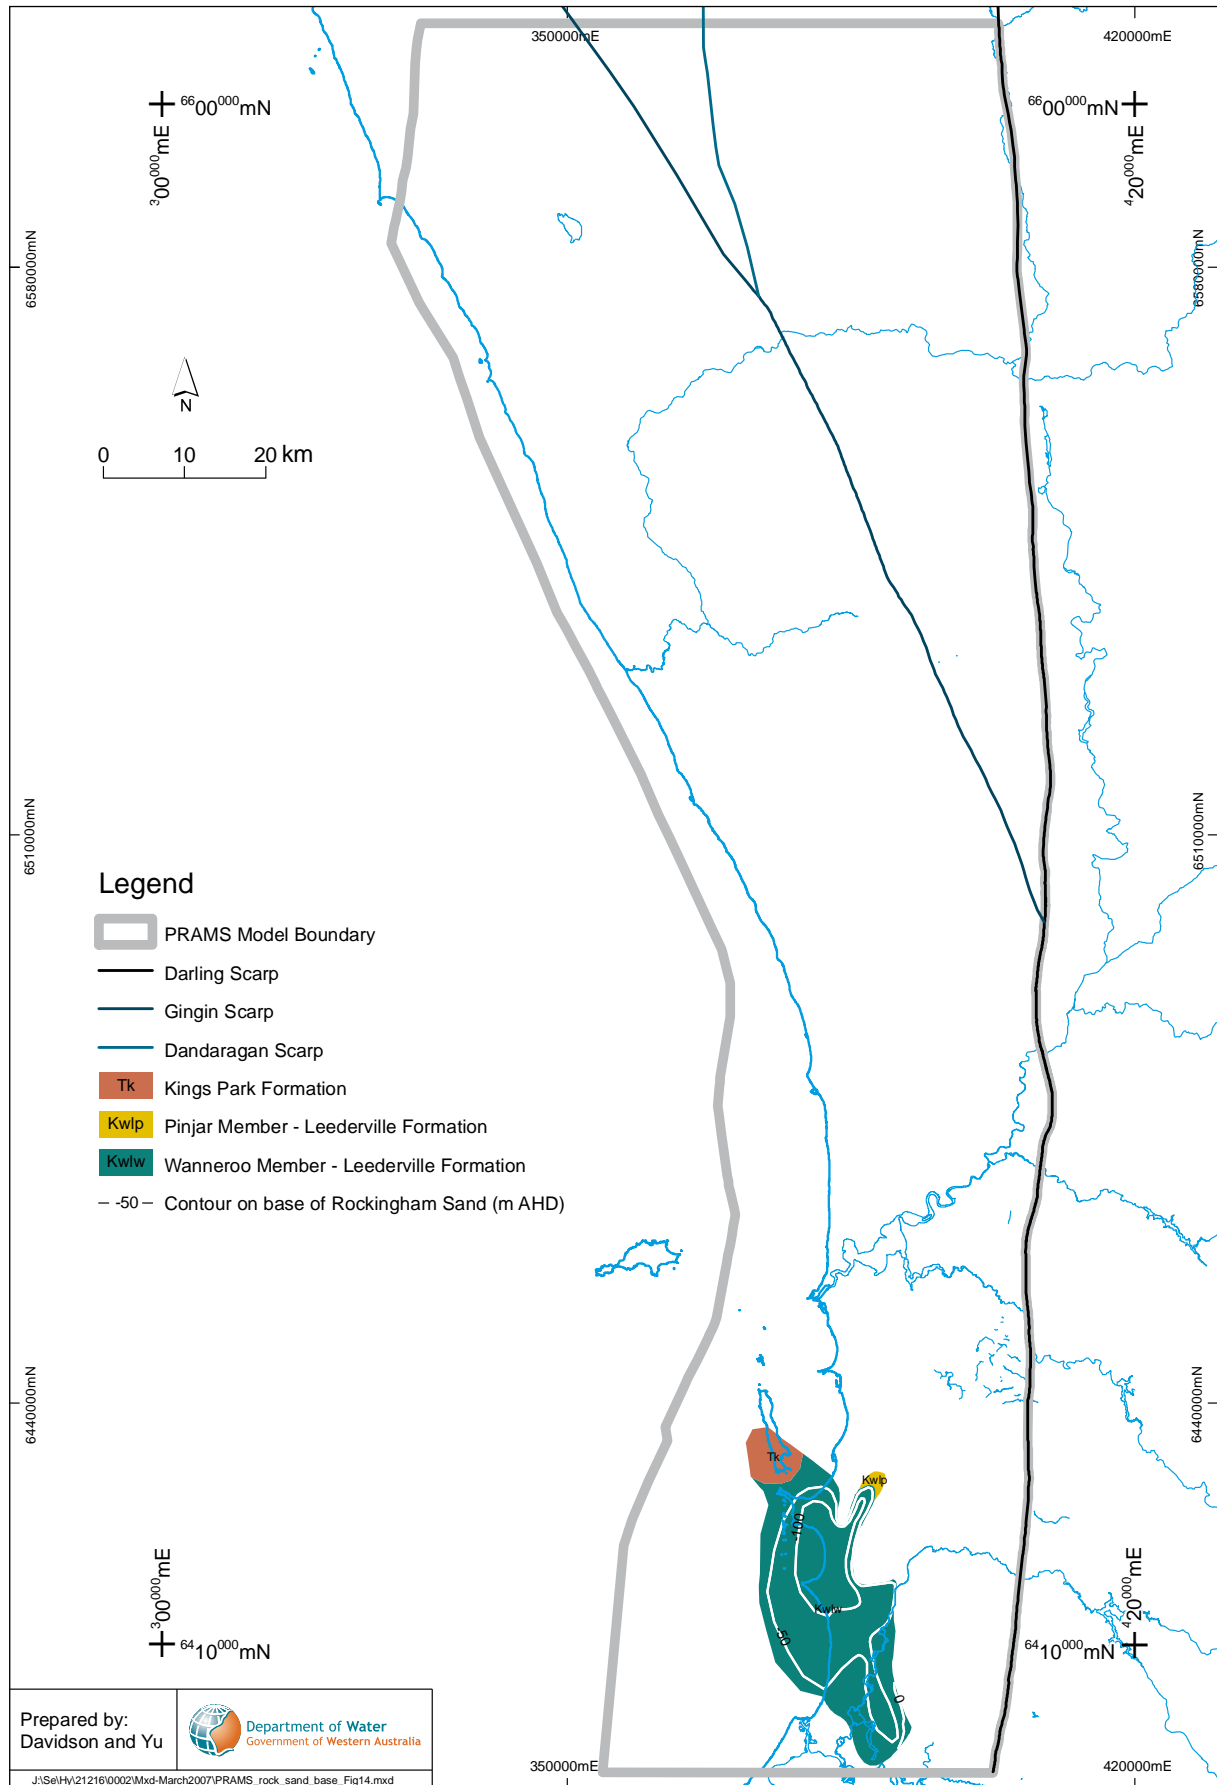 350000mE
420000mE
6600000mN
6600000mN
300000mE
420000mE
6580000mN
6580000mN
N
0 10 20 km
6510000mN
6510000mN
Legend
PRAMS Model Boundary
Darling Scarp
Gingin Scarp
Dandaragan Scarp
Tk Kings Park Formation
Kwlp Pinjar Member - Leederville Formation
Kwlw Wanneroo Member - Leederville Formation
-50 Contour on base of Rockingham Sand (m AHD)
6440000mN
6440000mN
Tk
Kwlp
-100
Kwlw
-50
0
300000mE
420000mE
6410000mN
6410000mN
Prepared by:
Davidson and Yu
Department of Water
Government of Western Australia
350000mE
420000mE
J:\Se\Hy\21216\0002\Mxd-March2007\PRAMS_rock_sand_base_Fig14.mxd